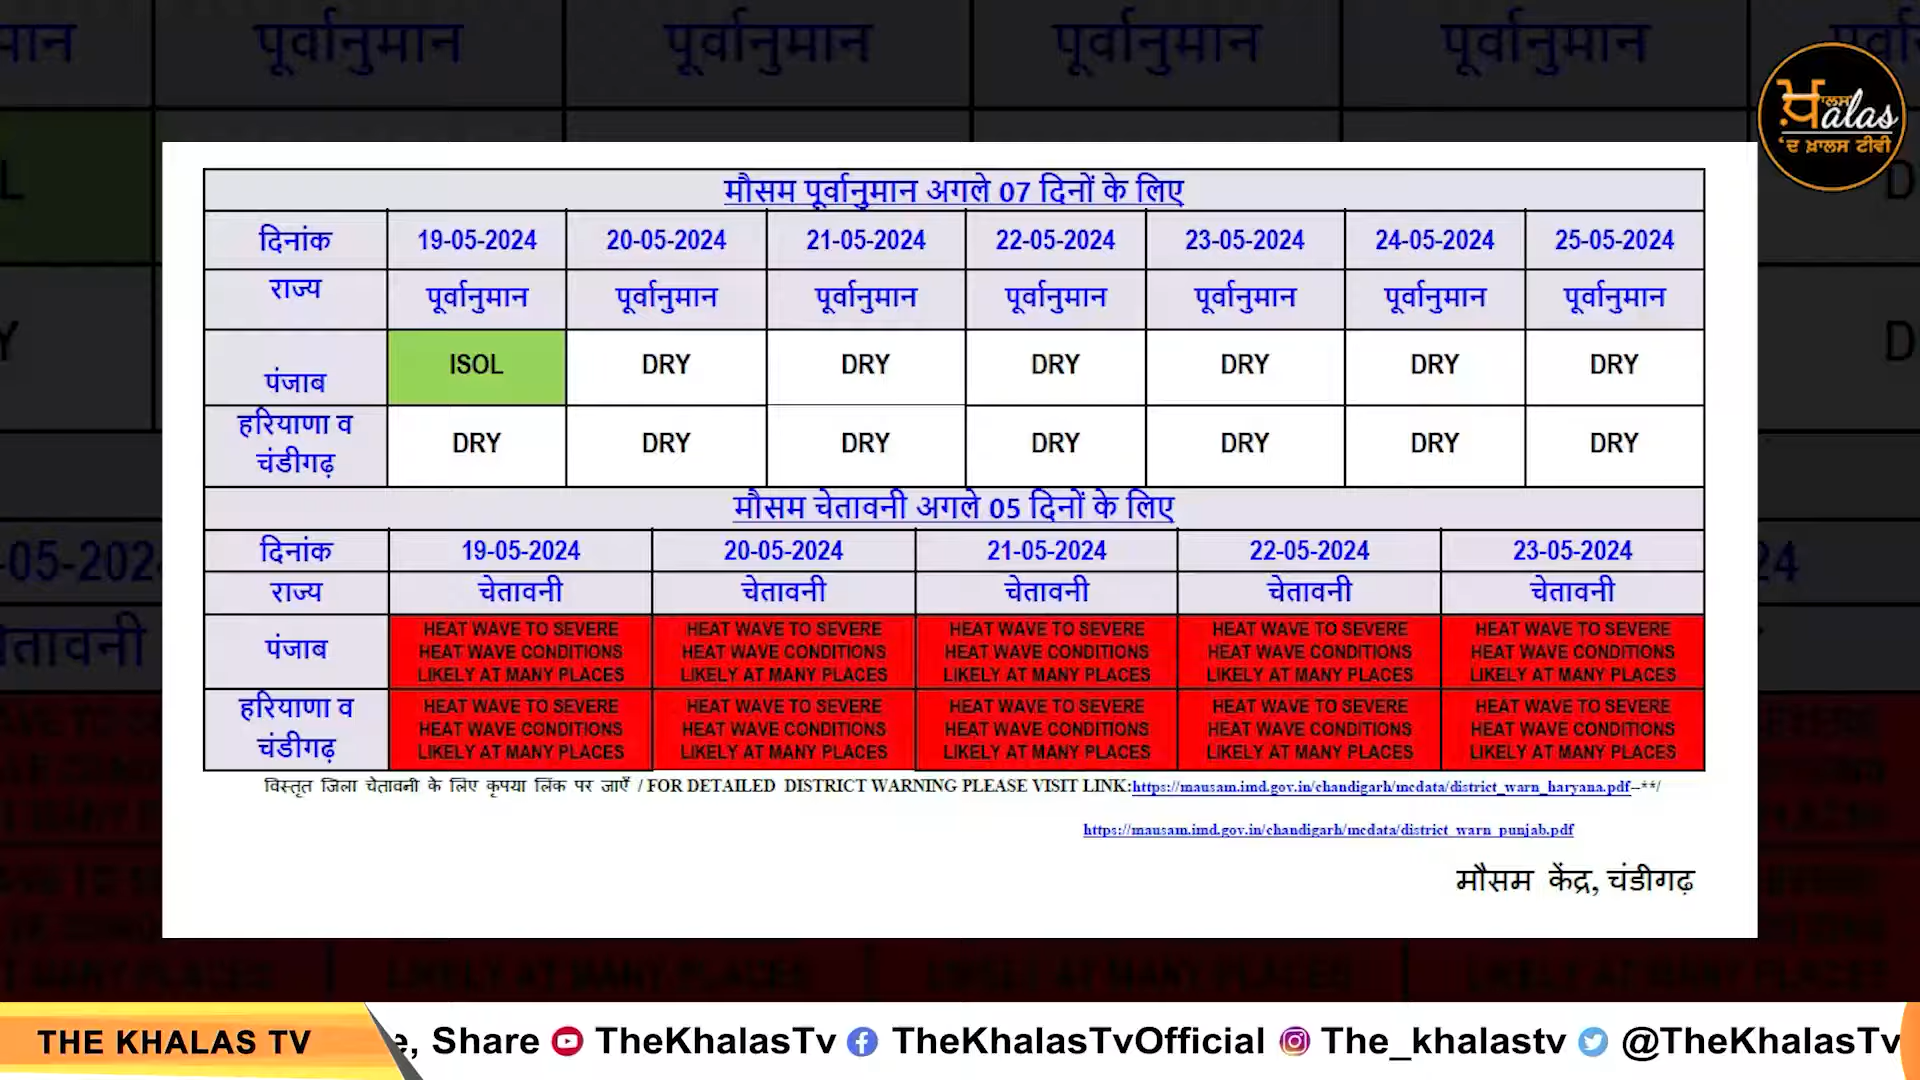 मौसम पूर्वानुमान अगले 07 दिनों के लिए
दिनांक 19-05-2024 20-05-2024 21-05-2024 22-05-2024 23-05-2024 24-05-2024 25-05-2024
राज्य पूर्वानुमान पूर्वानुमान पूर्वानुमान पूर्वानुमान पूर्वानुमान पूर्वानुमान पूर्वानुमान
पंजाब ISOL DRY DRY DRY DRY DRY DRY
हरियाणा व
चंडीगढ़ DRY DRY DRY DRY DRY DRY DRY
मौसम चेतावनी अगले 05 दिनों के लिए
दिनांक 19-05-2024 20-05-2024 21-05-2024 22-05-2024 23-05-2024
राज्य चेतावनी चेतावनी चेतावनी चेतावनी चेतावनी
पंजाब
HEAT WAVE TO SEVERE HEAT WAVE TO SEVERE HEAT WAVE TO SEVERE HEAT WAVE TO SEVERE HEAT WAVE TO SEVERE
HEAT WAVE CONDITIONS HEAT WAVE CONDITIONS HEAT WAVE CONDITIONS HEAT WAVE CONDITIONS HEAT WAVE CONDITIONS
LIKELY AT MANY PLACES LIKELY AT MANY PLACES LIKELY AT MANY PLACES LIKELY AT MANY PLACES LIKELY AT MANY PLACES
हरियाणा व
चंडीगढ़
HEAT WAVE TO SEVERE HEAT WAVE TO SEVERE HEAT WAVE TO SEVERE HEAT WAVE TO SEVERE HEAT WAVE TO SEVERE
HEAT WAVE CONDITIONS HEAT WAVE CONDITIONS HEAT WAVE CONDITIONS HEAT WAVE CONDITIONS HEAT WAVE CONDITIONS
LIKELY AT MANY PLACES LIKELY AT MANY PLACES LIKELY AT MANY PLACES LIKELY AT MANY PLACES LIKELY AT MANY PLACES
विस्तृत जिला चेतावनी के लिए कृपया लिंक पर जाएँ / FOR DETAILED DISTRICT WARNING PLEASE VISIT LINK:https://mausam.imd.gov.in/chandigarh/mcdata/district_warn_haryana.pdf--**/
https://mausam.imd.gov.in/chandigarh/mcdata/district_warn_punjab.pdf
मौसम केंद्र, चंडीगढ़
ਖ਼ਾਲਸ alas
'ਦ ਖ਼ਾਲਸ ਟੀਵੀ
THE KHALAS TV
e, Share TheKhalasTv TheKhalasTvOfficial The_khalastv @TheKhalasTv